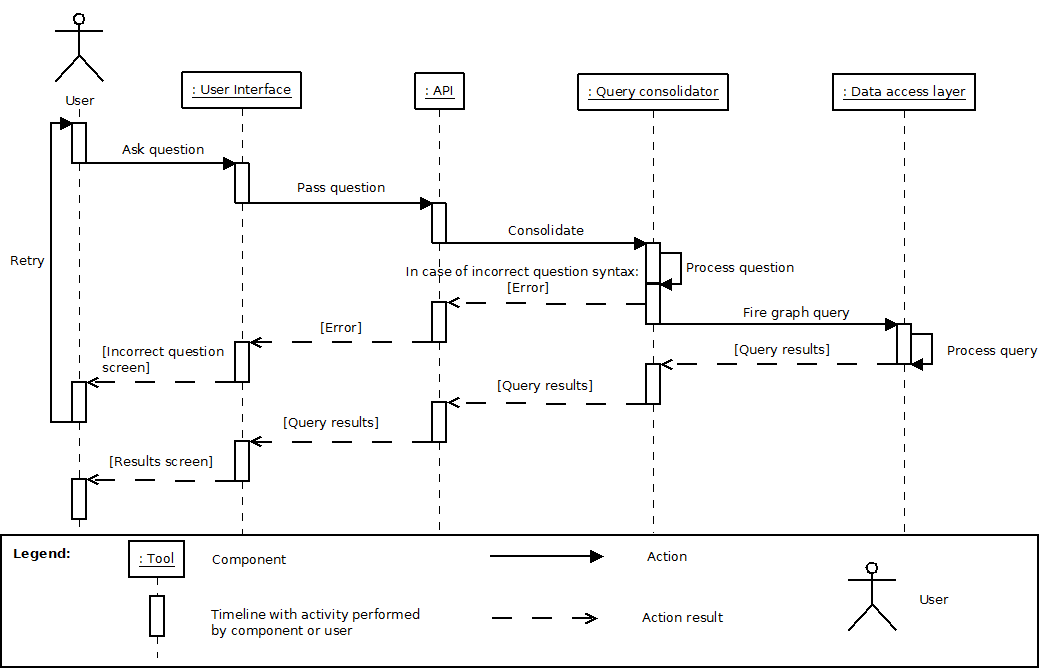 User
: User Interface
: API
: Query consolidator
: Data access layer
Ask question
Pass question
Consolidate
Retry
Process question
In case of incorrect question syntax:
[Error]
Fire graph query
[Error]
[Incorrect question
screen]
[Query results]
Process query
[Query results]
[Query results]
[Results screen]
Legend:
: Tool
Component
Action
Timeline with activity performed
by component or user
Action result
User